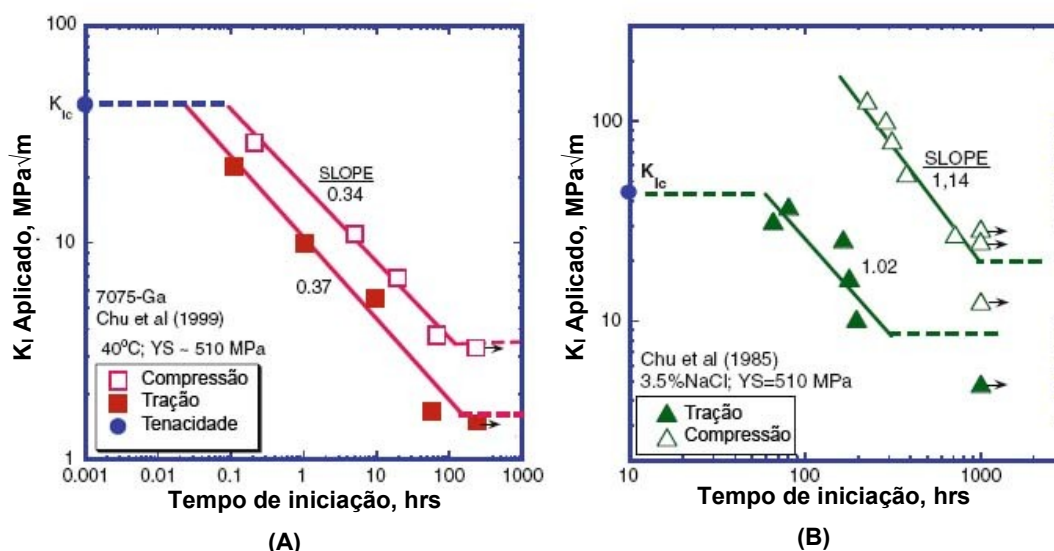 100
10
1
K_Ic
K_I Aplicado, MPa√m
SLOPE
0.34
0.37
7075-Ga
Chu et al (1999)
40°C; YS ~ 510 MPa
Compressão
Tração
Tenacidade
0.001
0.01
0.1
1
10
100
1000
Tempo de iniciação, hrs
(A)
100
10
K_Ic
K_I Aplicado, MPa√m
SLOPE
1,14
1.02
Chu et al (1985)
3.5%NaCl; YS=510 MPa
Tração
Compressão
10
100
1000
Tempo de iniciação, hrs
(B)